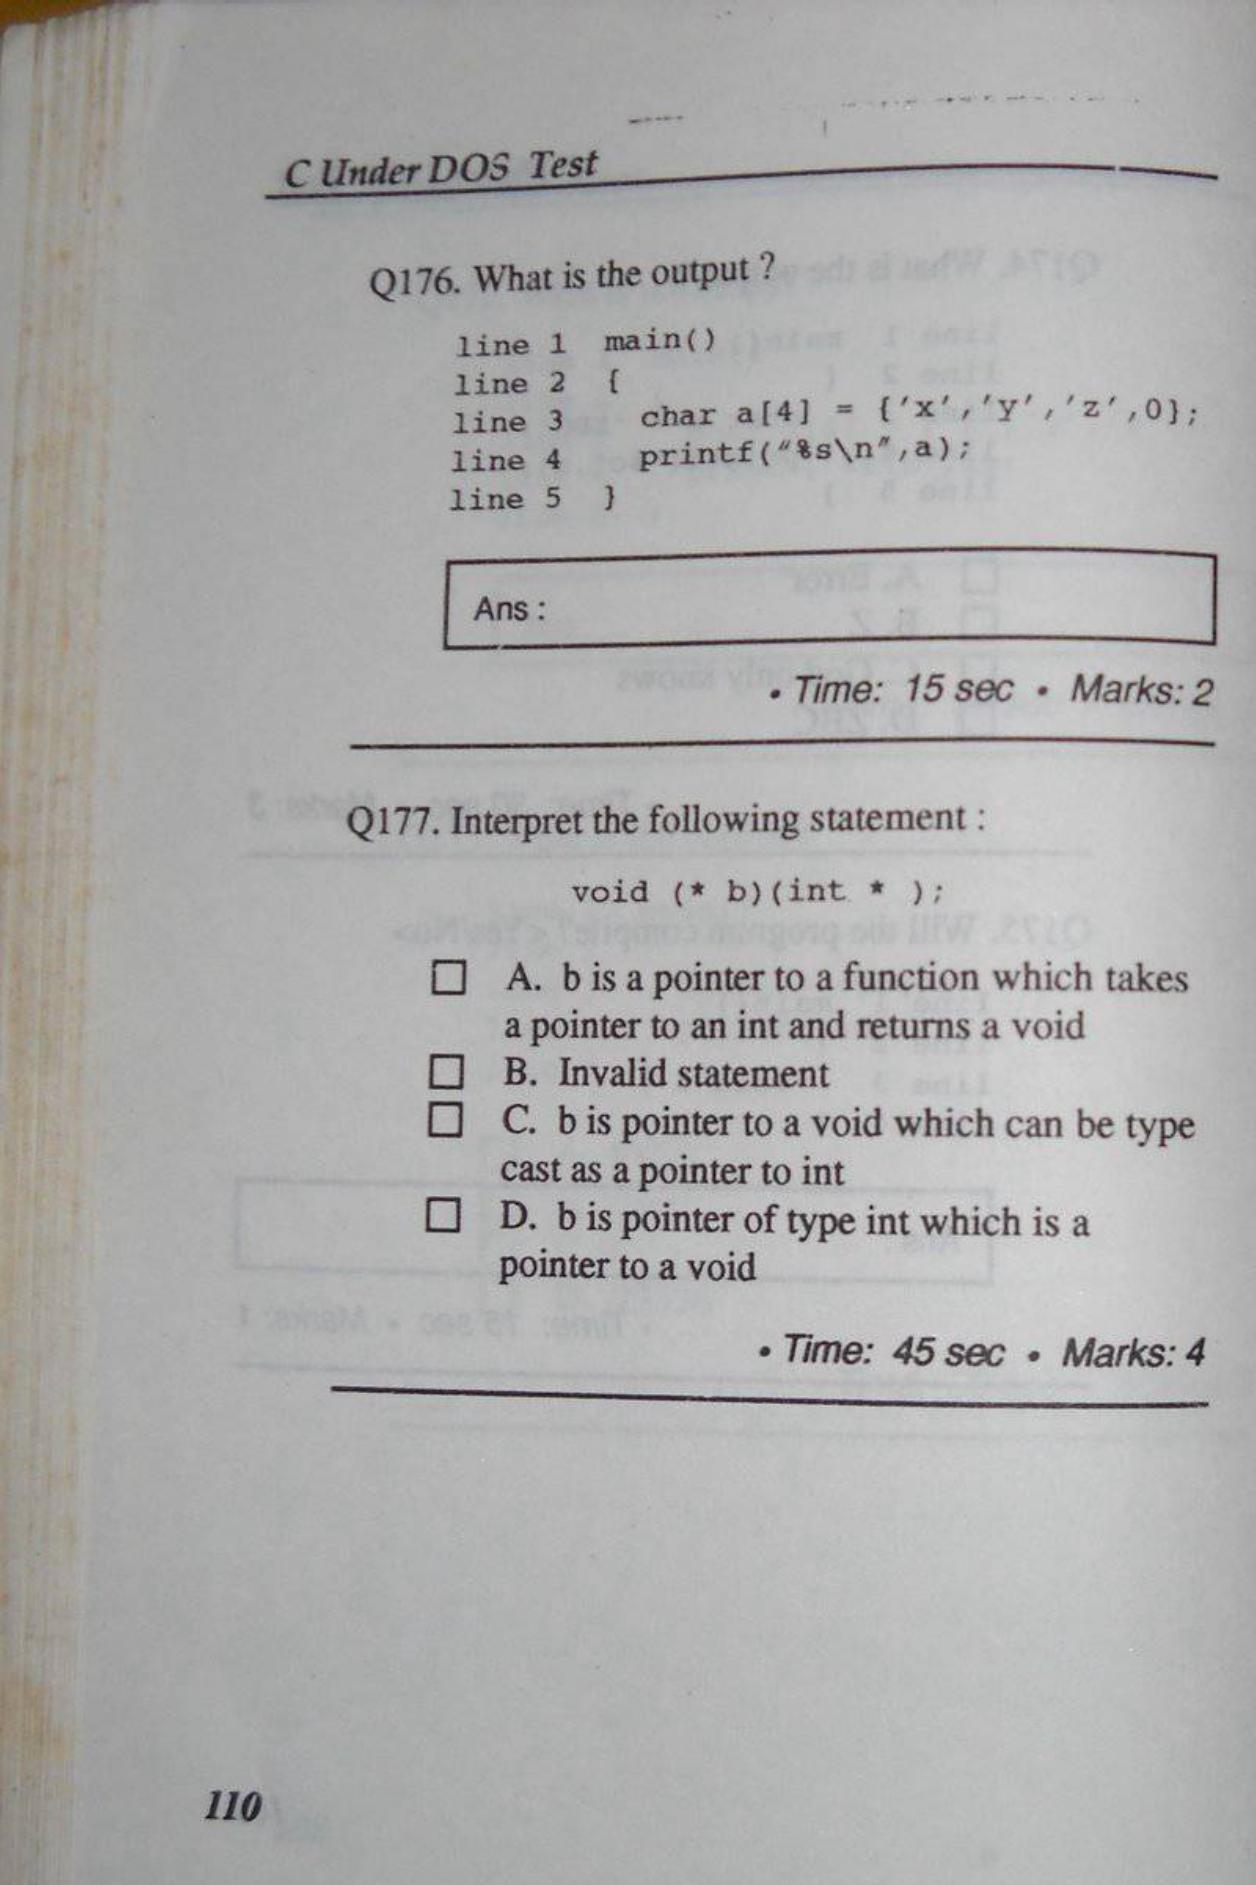 C Under DOS Test
Q176. What is the output ?
line 1 main()
line 2 {
line 3 char a[4] = {'x','y','z',0};
line 4 printf("%s\n",a);
line 5 }
Ans :
• Time: 15 sec • Marks: 2
Q177. Interpret the following statement :
void (* b)(int * );
A. b is a pointer to a function which takes
a pointer to an int and returns a void
B. Invalid statement
C. b is pointer to a void which can be type
cast as a pointer to int
D. b is pointer of type int which is a
pointer to a void
• Time: 45 sec • Marks: 4
110